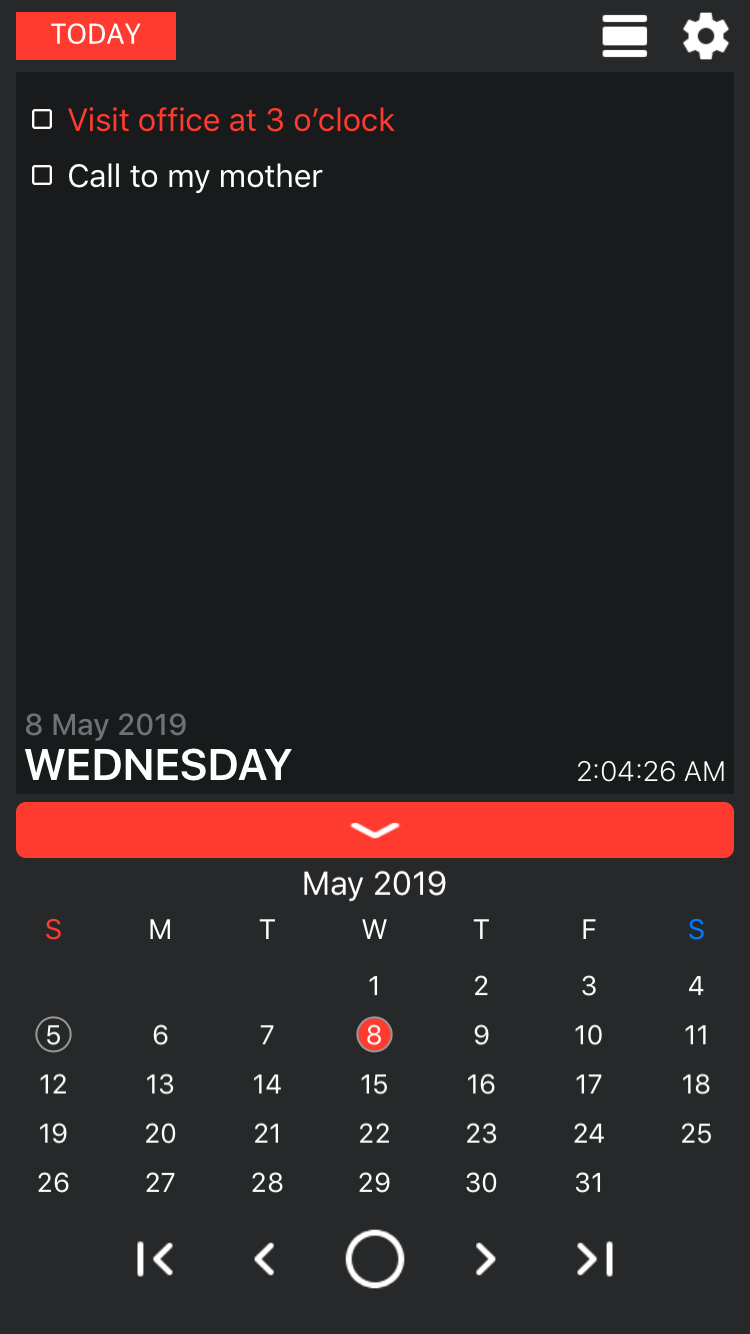 TODAY
Visit office at 3 o’clock
Call to my mother
8 May 2019
WEDNESDAY 2:04:26 AM
May 2019
S M T W T F S
1 2 3 4
5 6 7 8 9 10 11
12 13 14 15 16 17 18
19 20 21 22 23 24 25
26 27 28 29 30 31